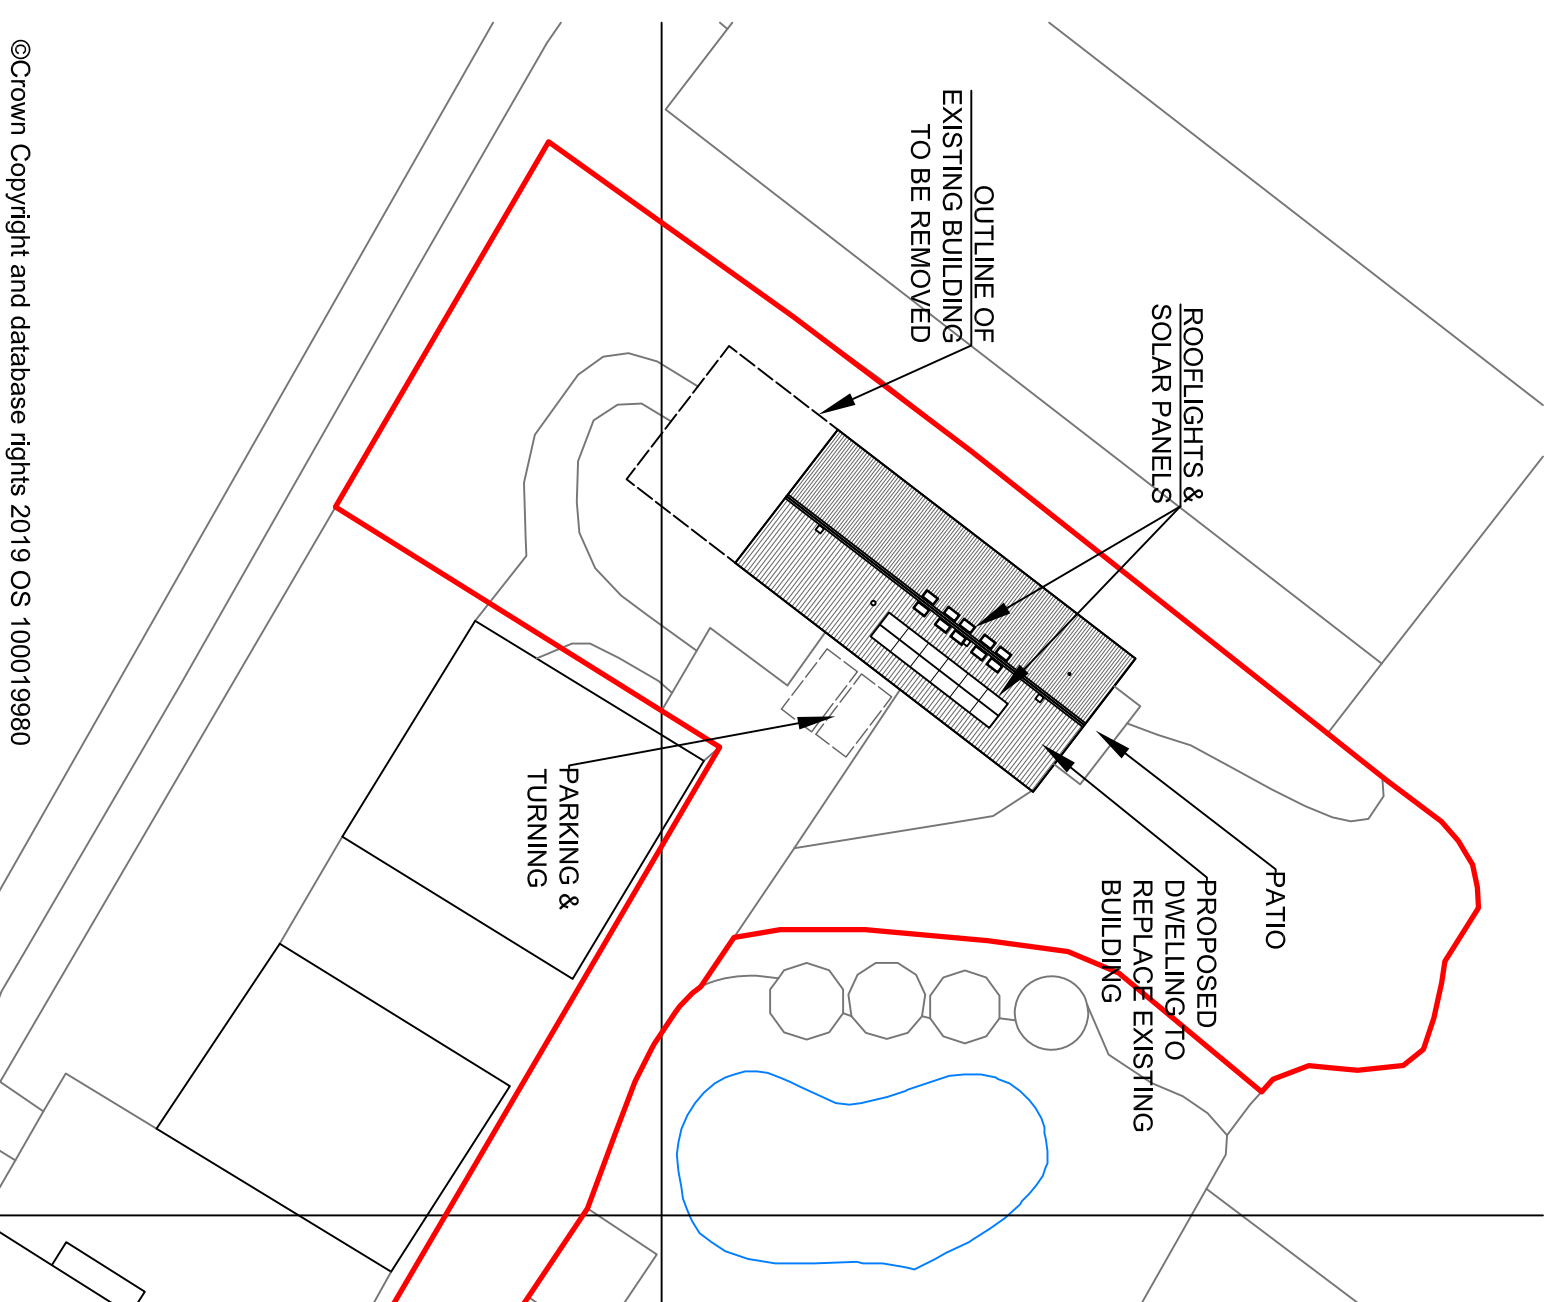 OUTLINE OF
EXISTING BUILDING
TO BE REMOVED
ROOFLIGHTS &
SOLAR PANELS
PATIO
PROPOSED
DWELLING TO
REPLACE EXISTING
BUILDING
PARKING &
TURNING
©Crown Copyright and database rights 2019 OS 100019980